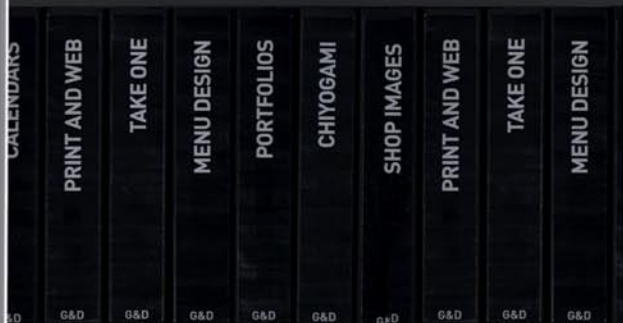 CALENDARS
PRINT AND WEB
TAKE ONE
MENU DESIGN
PORTFOLIOS
CHIYOGAMI
SHOP IMAGES
PRINT AND WEB
TAKE ONE
MENU DESIGN
G&D
G&D
G&D
G&D
G&D
G&D
G&D
G&D
G&D